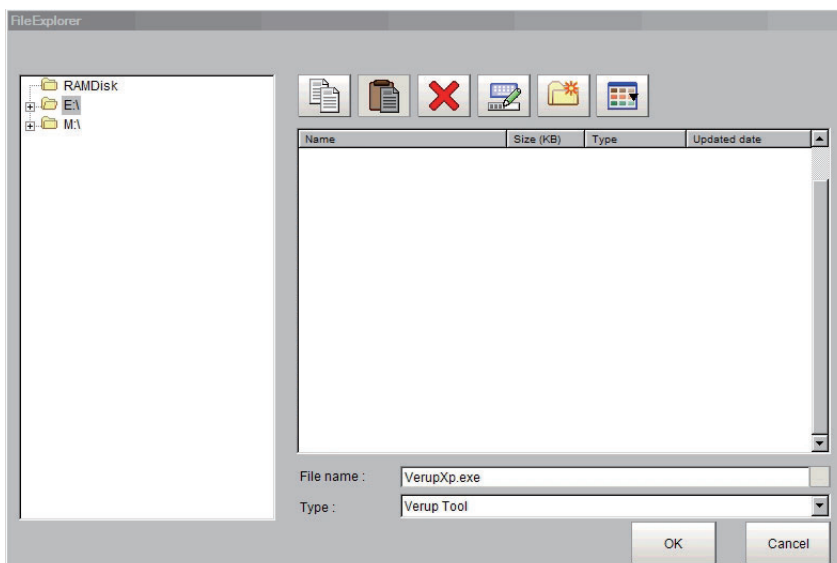 FileExplorer
RAMDisk
E:\
M:\
Name Size (KB) Type Updated date
File name : VerupXp.exe
Type : Verup Tool
OK Cancel